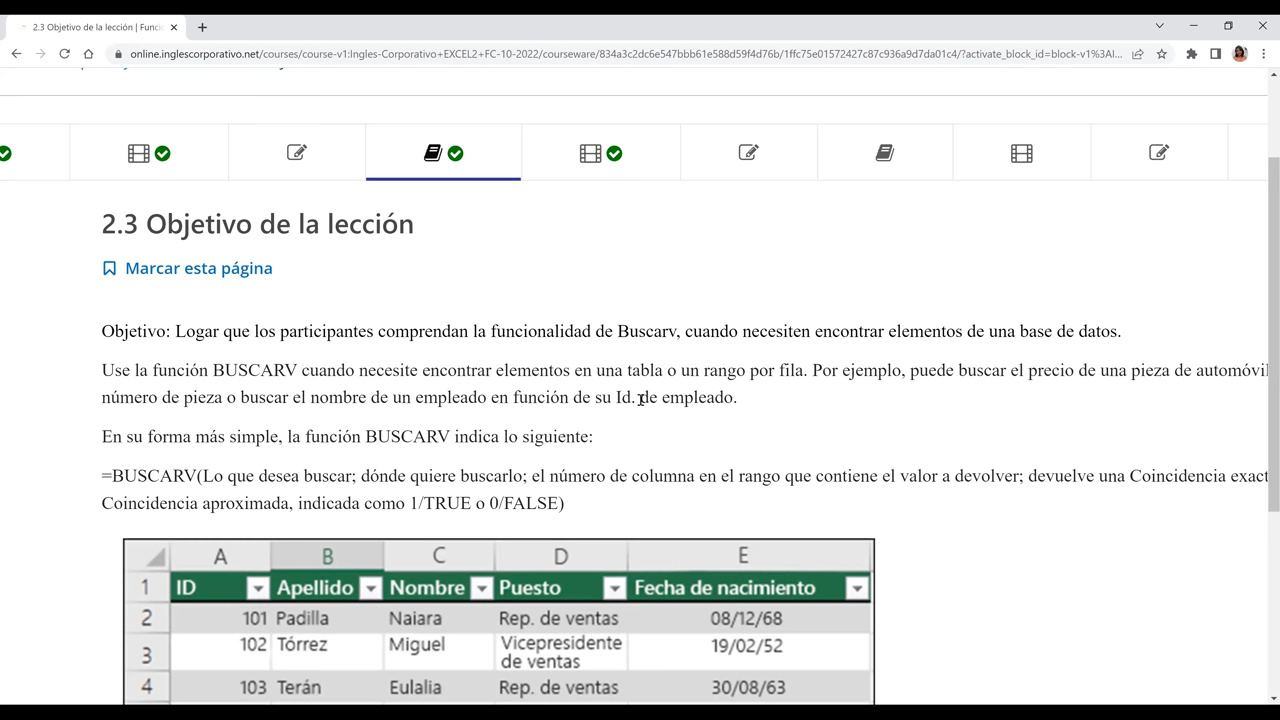 2.3 Objetivo de la lección | Funci
online.inglescorporativo.net/courses/course-v1:Ingles-Corporativo+EXCEL2+FC-10-2022/courseware/834a3c2dc6e547bbb61e588d59f4d76b/1ffc75e01572427c87c936a9d7da01c4/?activate_block_id=block-v1%3AI...
2.3 Objetivo de la lección
Marcar esta página
Objetivo: Logar que los participantes comprendan la funcionalidad de Buscarv, cuando necesiten encontrar elementos de una base de datos.
Use la función BUSCARV cuando necesite encontrar elementos en una tabla o un rango por fila. Por ejemplo, puede buscar el precio de una pieza de automóvil
número de pieza o buscar el nombre de un empleado en función de su Id. de empleado.
En su forma más simple, la función BUSCARV indica lo siguiente:
=BUSCARV(Lo que desea buscar; dónde quiere buscarlo; el número de columna en el rango que contiene el valor a devolver; devuelve una Coincidencia exact
Coincidencia aproximada, indicada como 1/TRUE o 0/FALSE)
A B C D E
1 ID Apellido Nombre Puesto Fecha de nacimiento
2 101 Padilla Naiara Rep. de ventas 08/12/68
3 102 Tórrez Miguel Vicepresidente 19/02/52
de ventas
4 103 Terán Eulalia Rep. de ventas 30/08/63